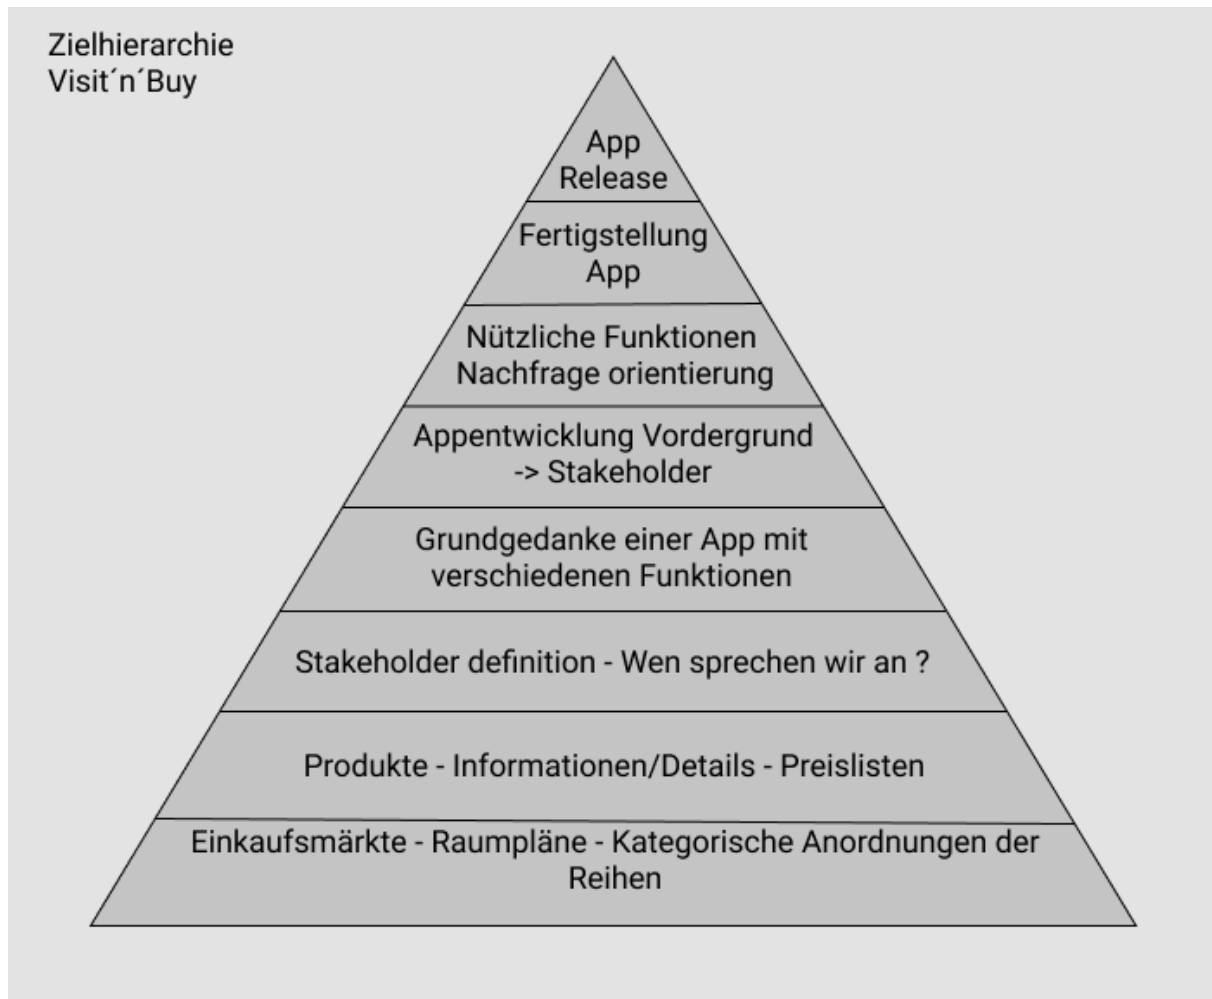 Zielhierarchie
Visit´n´Buy
App
Release
Fertigstellung
App
Nützliche Funktionen
Nachfrage orientierung
Appentwicklung Vordergrund
-> Stakeholder
Grundgedanke einer App mit
verschiedenen Funktionen
Stakeholder definition - Wen sprechen wir an ?
Produkte - Informationen/Details - Preislisten
Einkaufsmärkte - Raumpläne - Kategorische Anordnungen der
Reihen